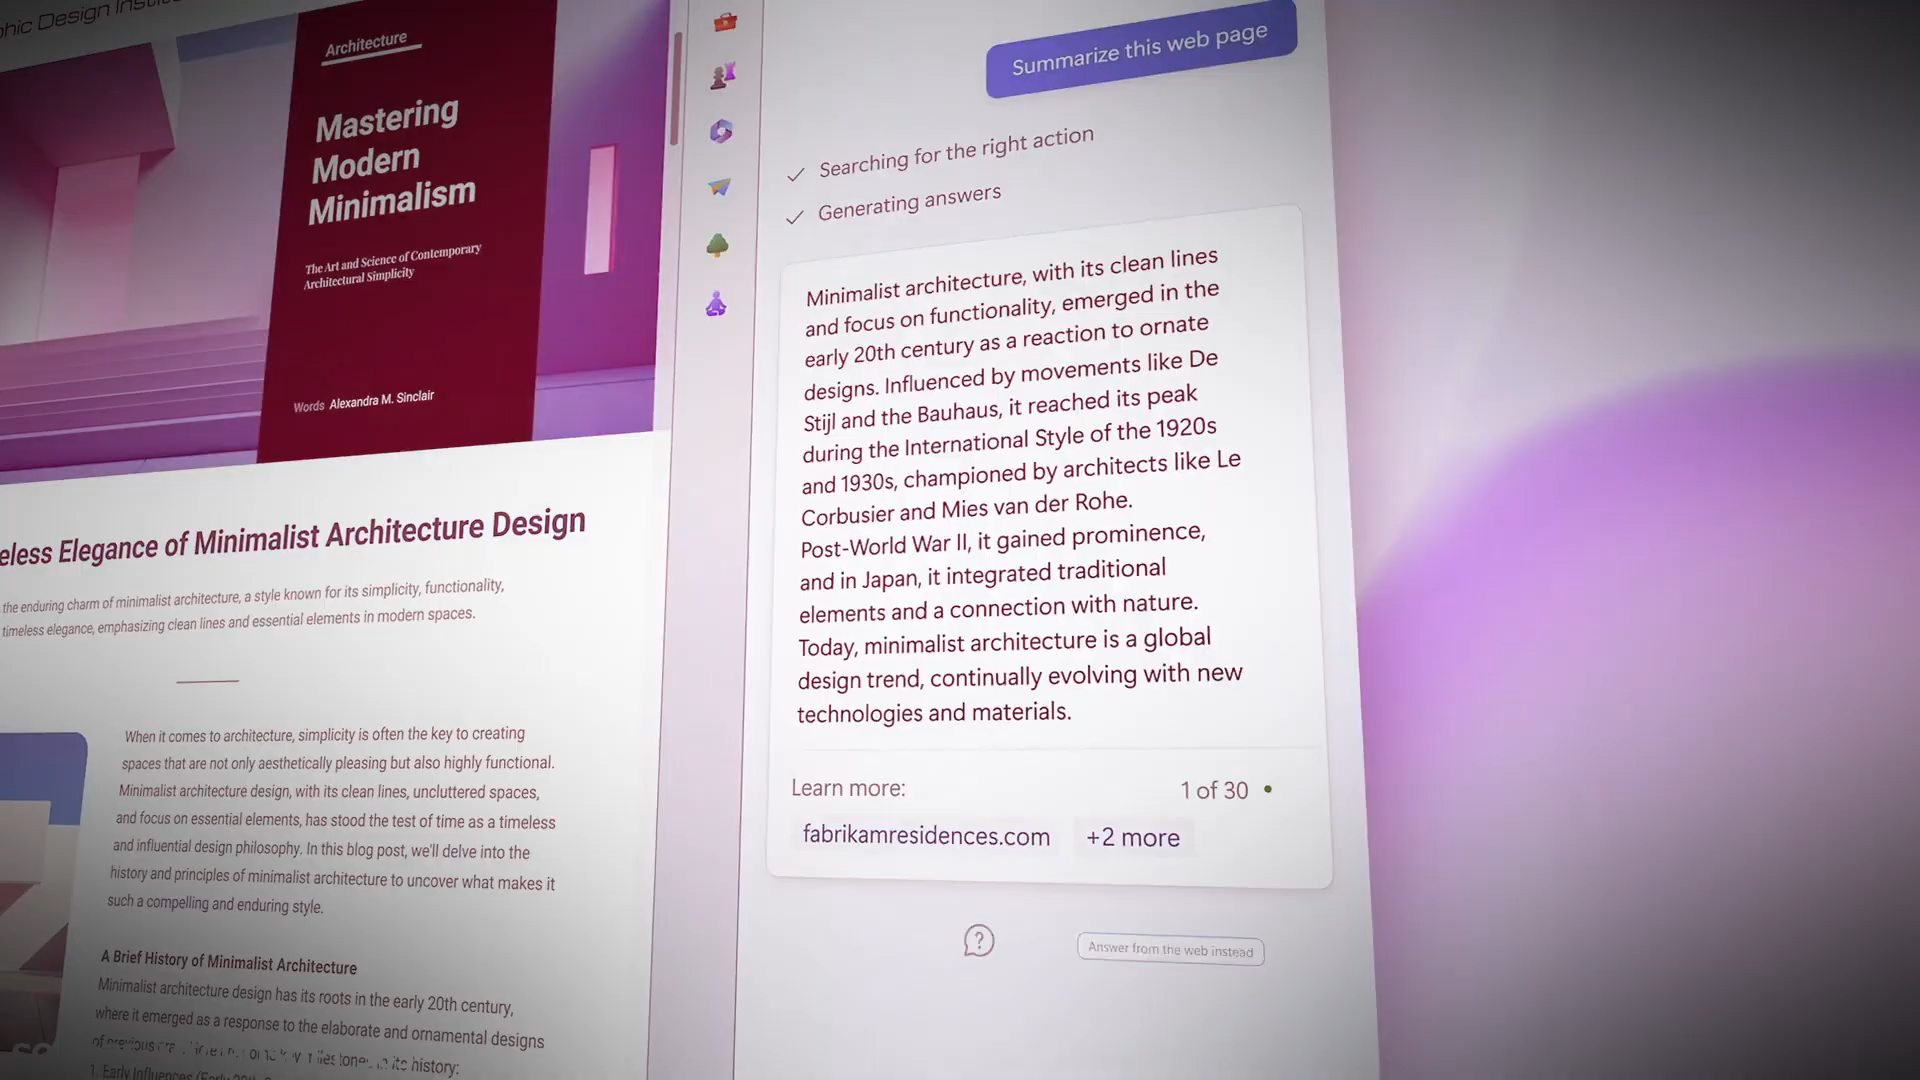 phic Design Insti
Architecture
Mastering
Modern
Minimalism
The Art and Science of Contemporary
Architectural Simplicity
Words Alexandra M. Sinclair
eless Elegance of Minimalist Architecture Design
the enduring charm of minimalist architecture, a style known for its simplicity, functionality,
timeless elegance, emphasizing clean lines and essential elements in modern spaces.
When it comes to architecture, simplicity is often the key to creating
spaces that are not only aesthetically pleasing but also highly functional.
Minimalist architecture design, with its clean lines, uncluttered spaces,
and focus on essential elements, has stood the test of time as a timeless
and influential design philosophy. In this blog post, we'll delve into the
history and principles of minimalist architecture to uncover what makes it
such a compelling and enduring style.
A Brief History of Minimalist Architecture
Minimalist architecture design has its roots in the early 20th century,
where it emerged as a response to the elaborate and ornamental designs
of previous its history:
1. Early Influences (Early
Summarize this web page
Searching for the right action
Generating answers
Minimalist architecture, with its clean lines
and focus on functionality, emerged in the
early 20th century as a reaction to ornate
designs. Influenced by movements like De
Stijl and the Bauhaus, it reached its peak
during the International Style of the 1920s
and 1930s, championed by architects like Le
Corbusier and Mies van der Rohe.
Post-World War II, it gained prominence,
and in Japan, it integrated traditional
elements and a connection with nature.
Today, minimalist architecture is a global
design trend, continually evolving with new
technologies and materials.
Learn more:
1 of 30
fabrikamresidences.com
+2 more
Answer from the web instead